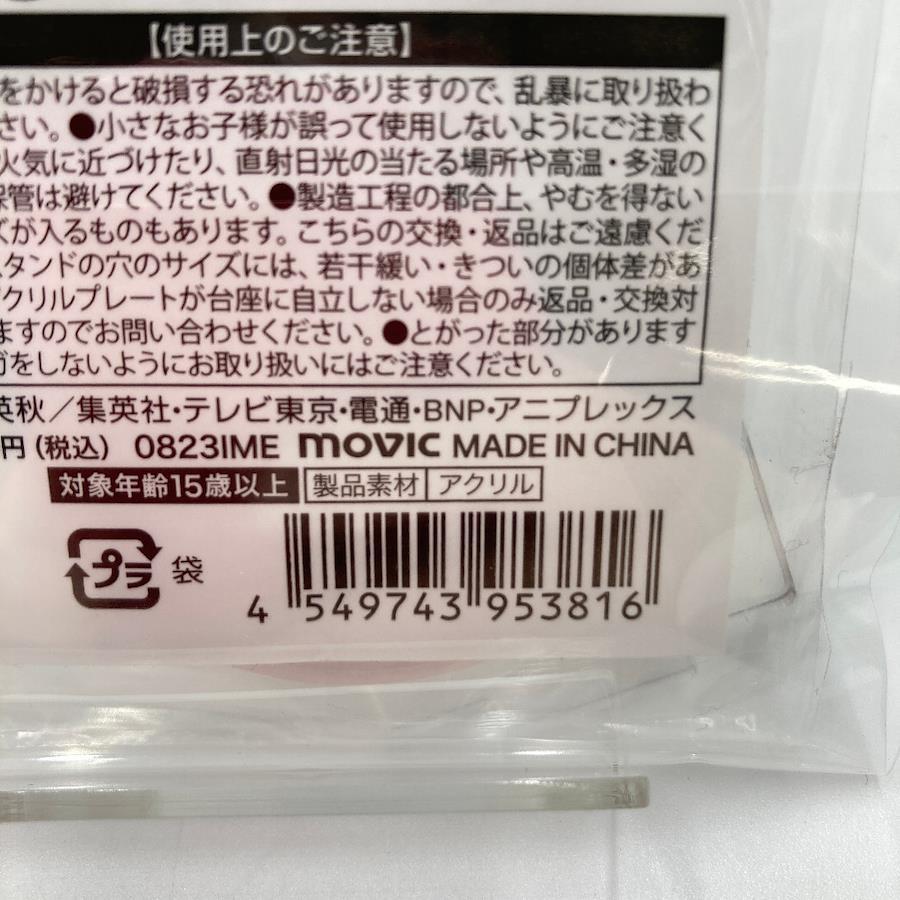 【使用上のご注意】
をかけると破損する恐れがありますので、乱暴に取り扱わ
さい。●小さなお子様が誤って使用しないようにご注意く
火気に近づけたり、直射日光の当たる場所や高温・多湿の
保管は避けてください。●製造工程の都合上、やむを得ない
が入るものもあります。こちらの交換・返品はご遠慮くだ
スタンドの穴のサイズには、若干緩い・きついの個体差があ
アクリルプレートが台座に自立しない場合のみ返品・交換対
ますのでお問い合わせください。●とがった部分があります
をしないようにお取り扱いにはご注意ください。
英秋／集英社・テレビ東京・電通・BNP・アニプレックス
円(税込) 0823IME movic MADE IN CHINA
対象年齢15歳以上 製品素材 アクリル
プラ 袋
4 549743 953816